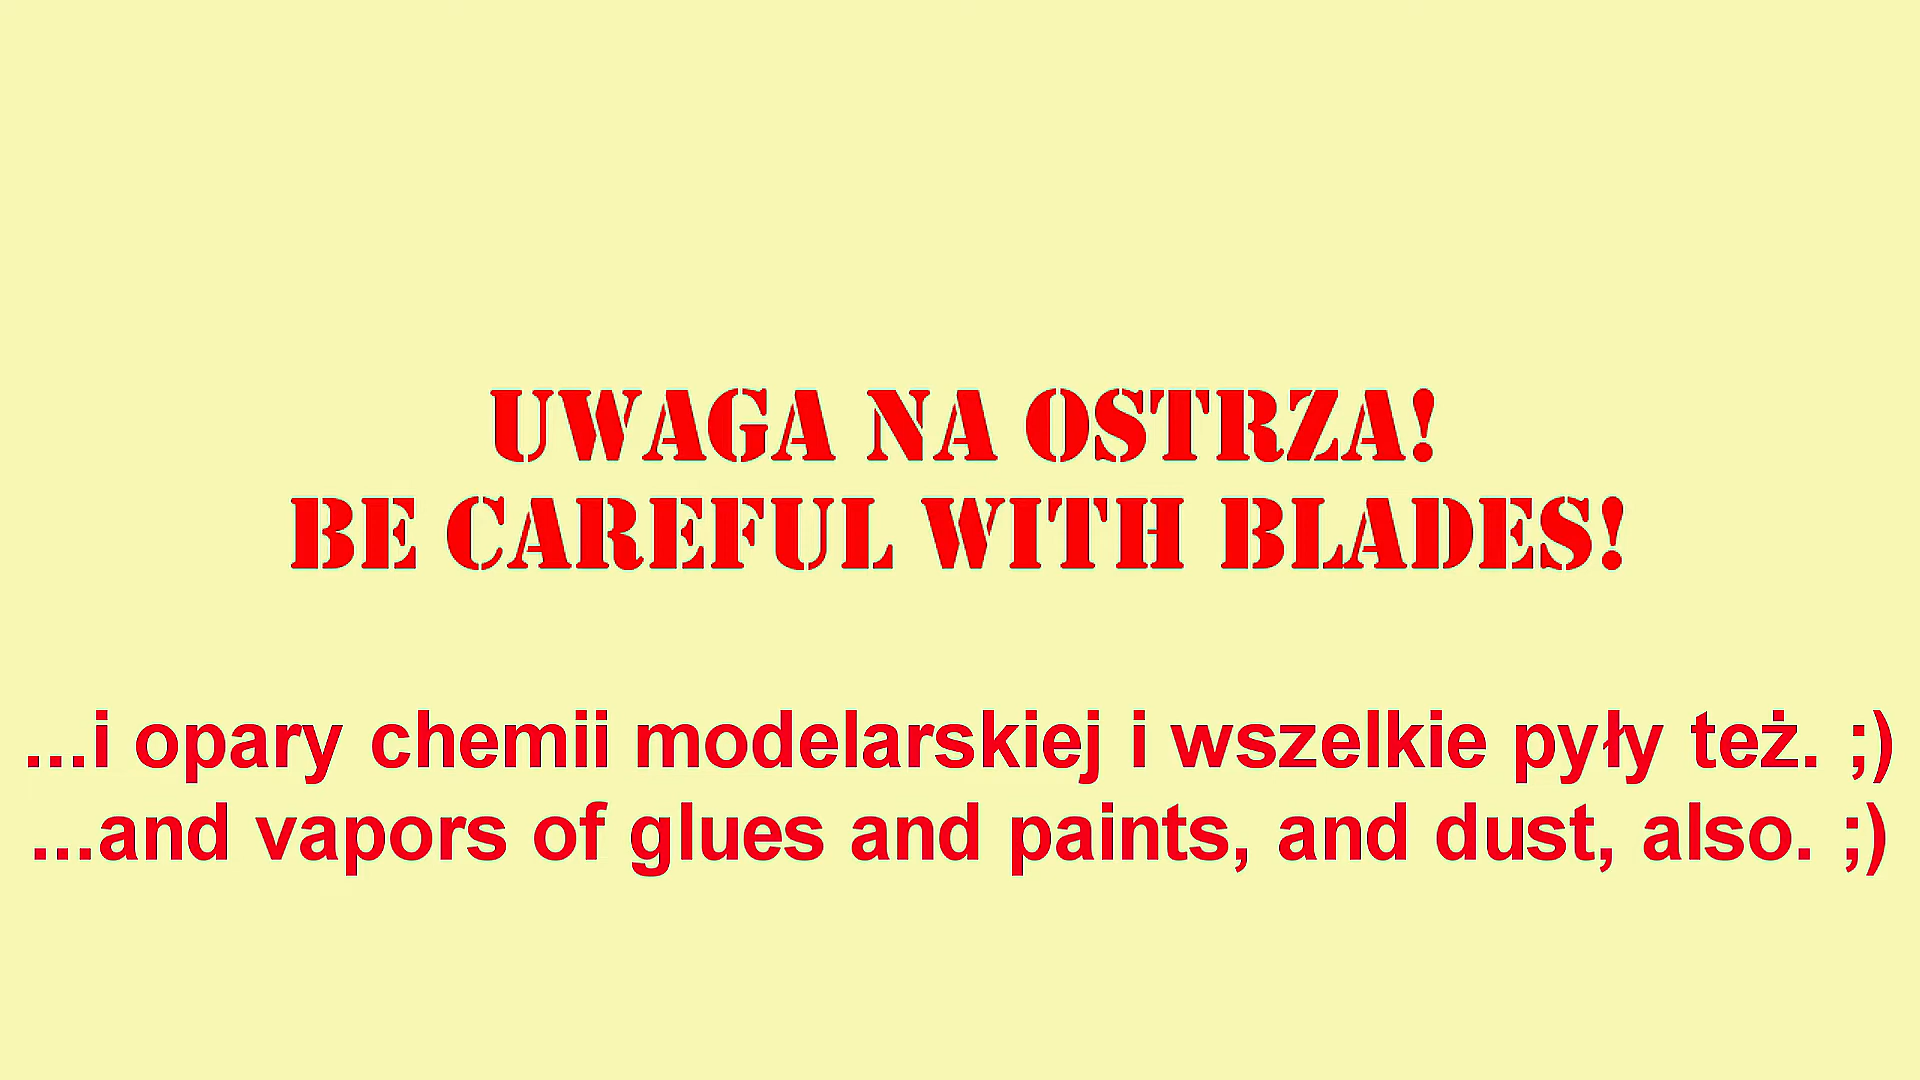 UWAGA NA OSTRZA!
BE CAREFUL WITH BLADES!
...i opary chemii modelarskiej i wszelkie pyły też. ;)
...and vapors of glues and paints, and dust, also. ;)